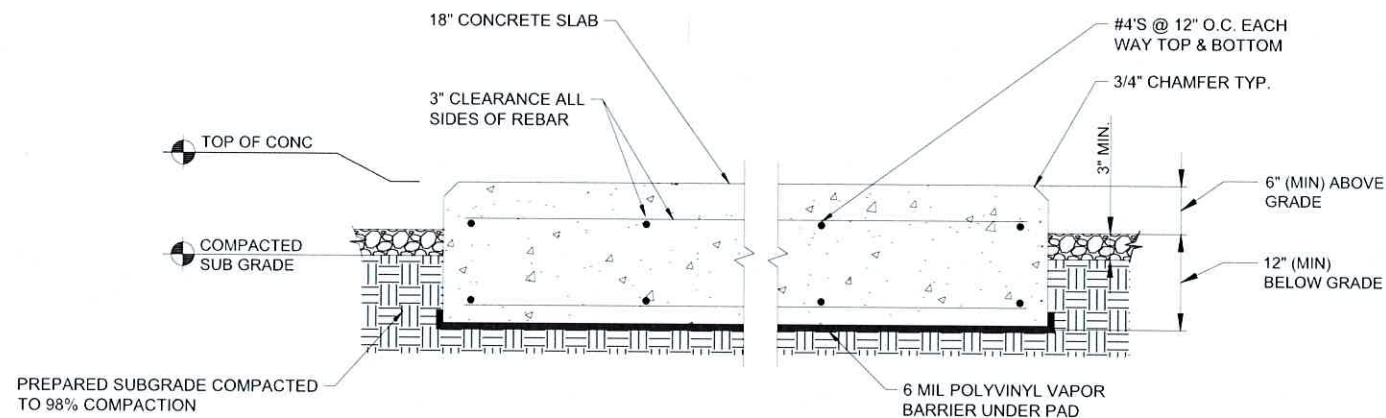 18" CONCRETE SLAB
#4'S @ 12" O.C. EACH
WAY TOP & BOTTOM
3/4" CHAMFER TYP.
3" CLEARANCE ALL
SIDES OF REBAR
TOP OF CONC
3" MIN.
6" (MIN) ABOVE
GRADE
COMPACTED
SUB GRADE
12" (MIN)
BELOW GRADE
PREPARED SUBGRADE COMPACTED
TO 98% COMPACTION
6 MIL POLYVINYL VAPOR
BARRIER UNDER PAD